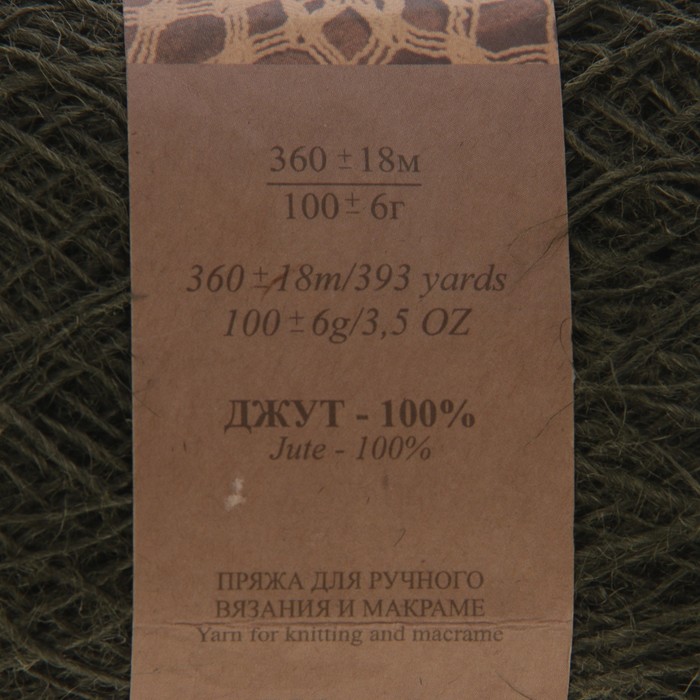 360 ± 18м
100 ± 6г
360 ± 18m/393 yards
100 ± 6g/3,5 OZ
ДЖУТ - 100%
Jute - 100%
ПРЯЖА ДЛЯ РУЧНОГО
ВЯЗАНИЯ И МАКРАМЕ
Yarn for knitting and macrame